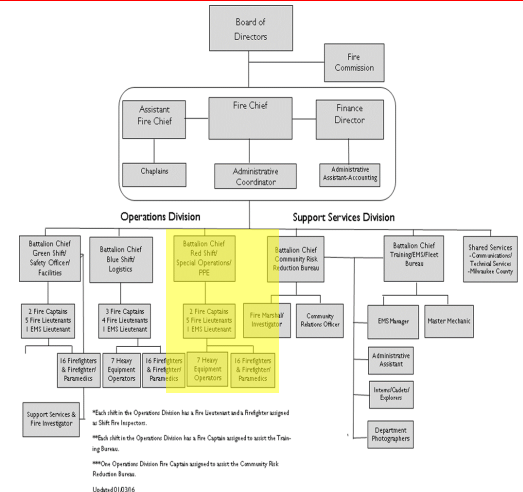 Board of
Directors
Fire
Commission
Assistant
Fire Chief
Fire Chief
Finance
Director
Chaplains
Administrative
Coordinator
Administrative
Assistant-Accounting
Operations Division
Support Services Division
Battalion Chief
Green Shift/
Safety Officer/
Facilities
Battalion Chief
Blue Shift/
Logistics
Battalion Chief
Red Shift/
Special Operations/
PPE
Battalion Chief
Community Risk
Reduction Bureau
Battalion Chief
Training/EMS/Fleet
Bureau
Shared Services
-Communications/
Technical Services
-Milwaukee County
2 Fire Captains
5 Fire Lieutenants
1 EMS Lieutenant
3 Fire Captains
4 Fire Lieutenants
1 EMS Lieutenant
2 Fire Captains
5 Fire Lieutenants
1 EMS Lieutenant
Fire Marshal/
Investigator
Community
Relations Officer
EMS Manager
Master Mechanic
16 Firefighters
& Firefighter/
Paramedics
7 Heavy
Equipment
Operators
16 Firefighters
& Firefighter/
Paramedics
7 Heavy
Equipment
Operators
16 Firefighters
& Firefighter/
Paramedics
Administrative
Assistant
Interns/Cadets/
Explorers
Department
Photographers
Support Services &
Fire Investigator
*Each shift in the Operations Division has a Fire Lieutenant and a Firefighter assigned
as Shift Fire Inspectors.
**Each shift in the Operations Division has a Fire Captain assigned to assist the Train-
ing Bureau.
***One Operations Division Fire Captain assigned to assist the Community Risk
Reduction Bureau.
Updated 01/03/16